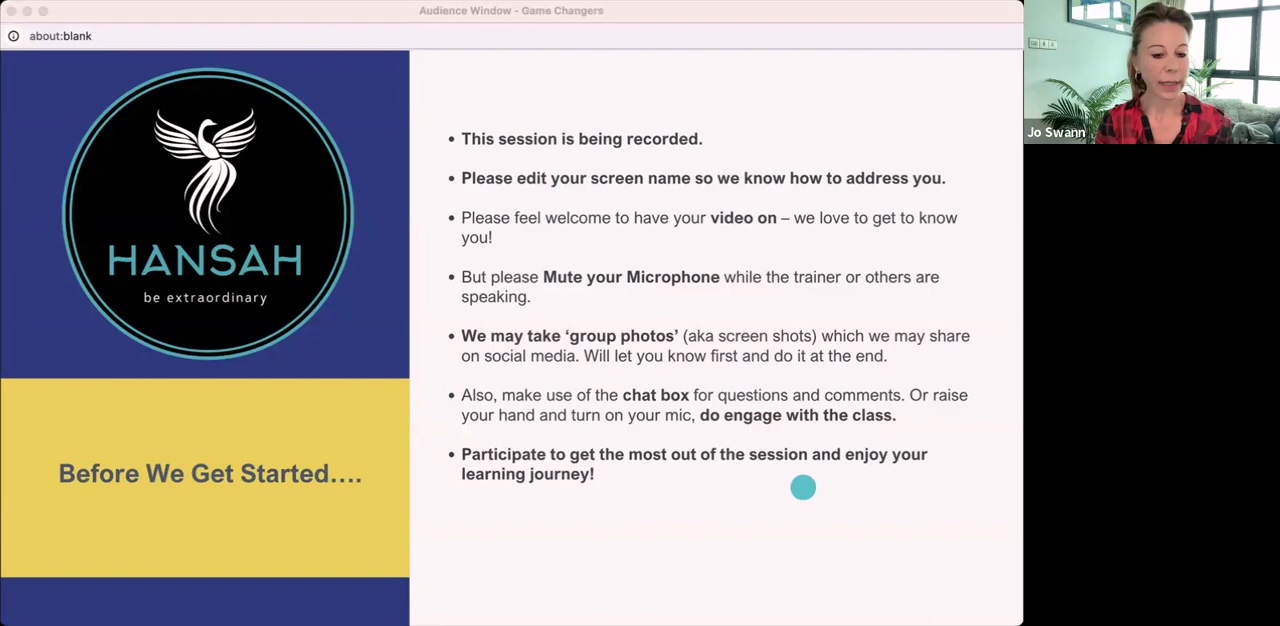 Audience Window - Game Changers
about:blank
HANSAH
be extraordinary
Before We Get Started....
• This session is being recorded.
• Please edit your screen name so we know how to address you.
• Please feel welcome to have your video on – we love to get to know
you!
• But please Mute your Microphone while the trainer or others are
speaking.
• We may take ‘group photos’ (aka screen shots) which we may share
on social media. Will let you know first and do it at the end.
• Also, make use of the chat box for questions and comments. Or raise
your hand and turn on your mic, do engage with the class.
• Participate to get the most out of the session and enjoy your
learning journey!
Jo Swann